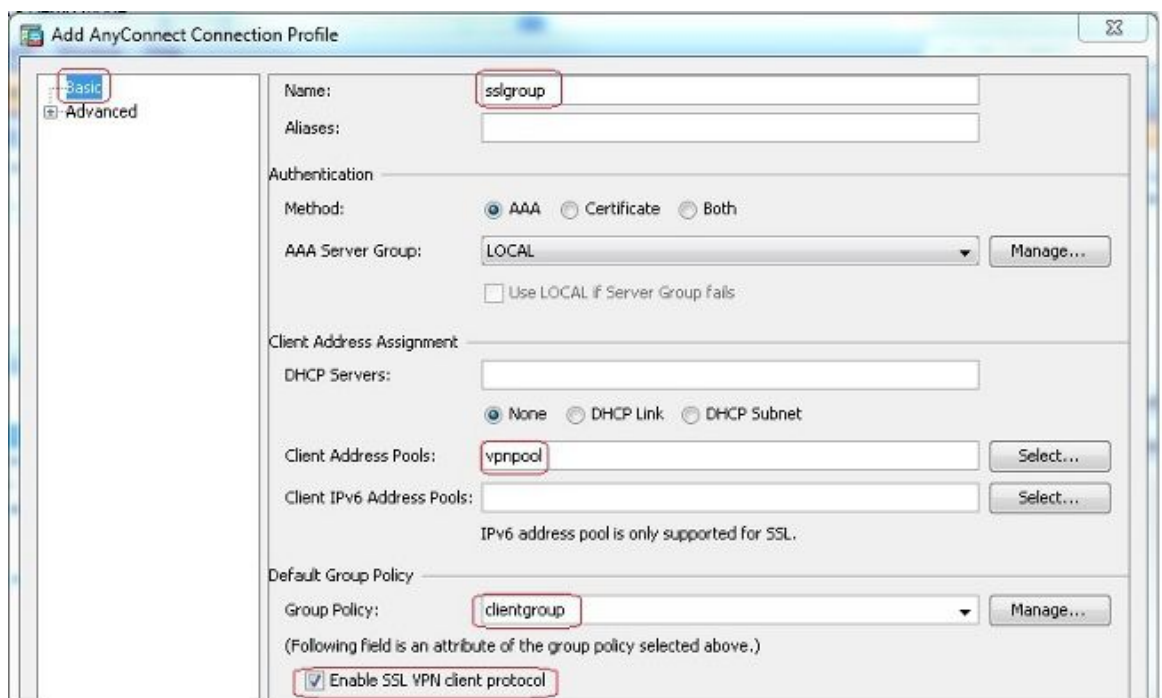 Add AnyConnect Connection Profile
Basic
Advanced
Name: sslgroup
Aliases:
Authentication
Method: AAA Certificate Both
AAA Server Group: LOCAL Manage...
Use LOCAL if Server Group fails
Client Address Assignment
DHCP Servers:
None DHCP Link DHCP Subnet
Client Address Pools: vpnpool Select...
Client IPv6 Address Pools: Select...
IPv6 address pool is only supported for SSL.
Default Group Policy
Group Policy: clientgroup Manage...
(Following field is an attribute of the group policy selected above.)
Enable SSL VPN client protocol